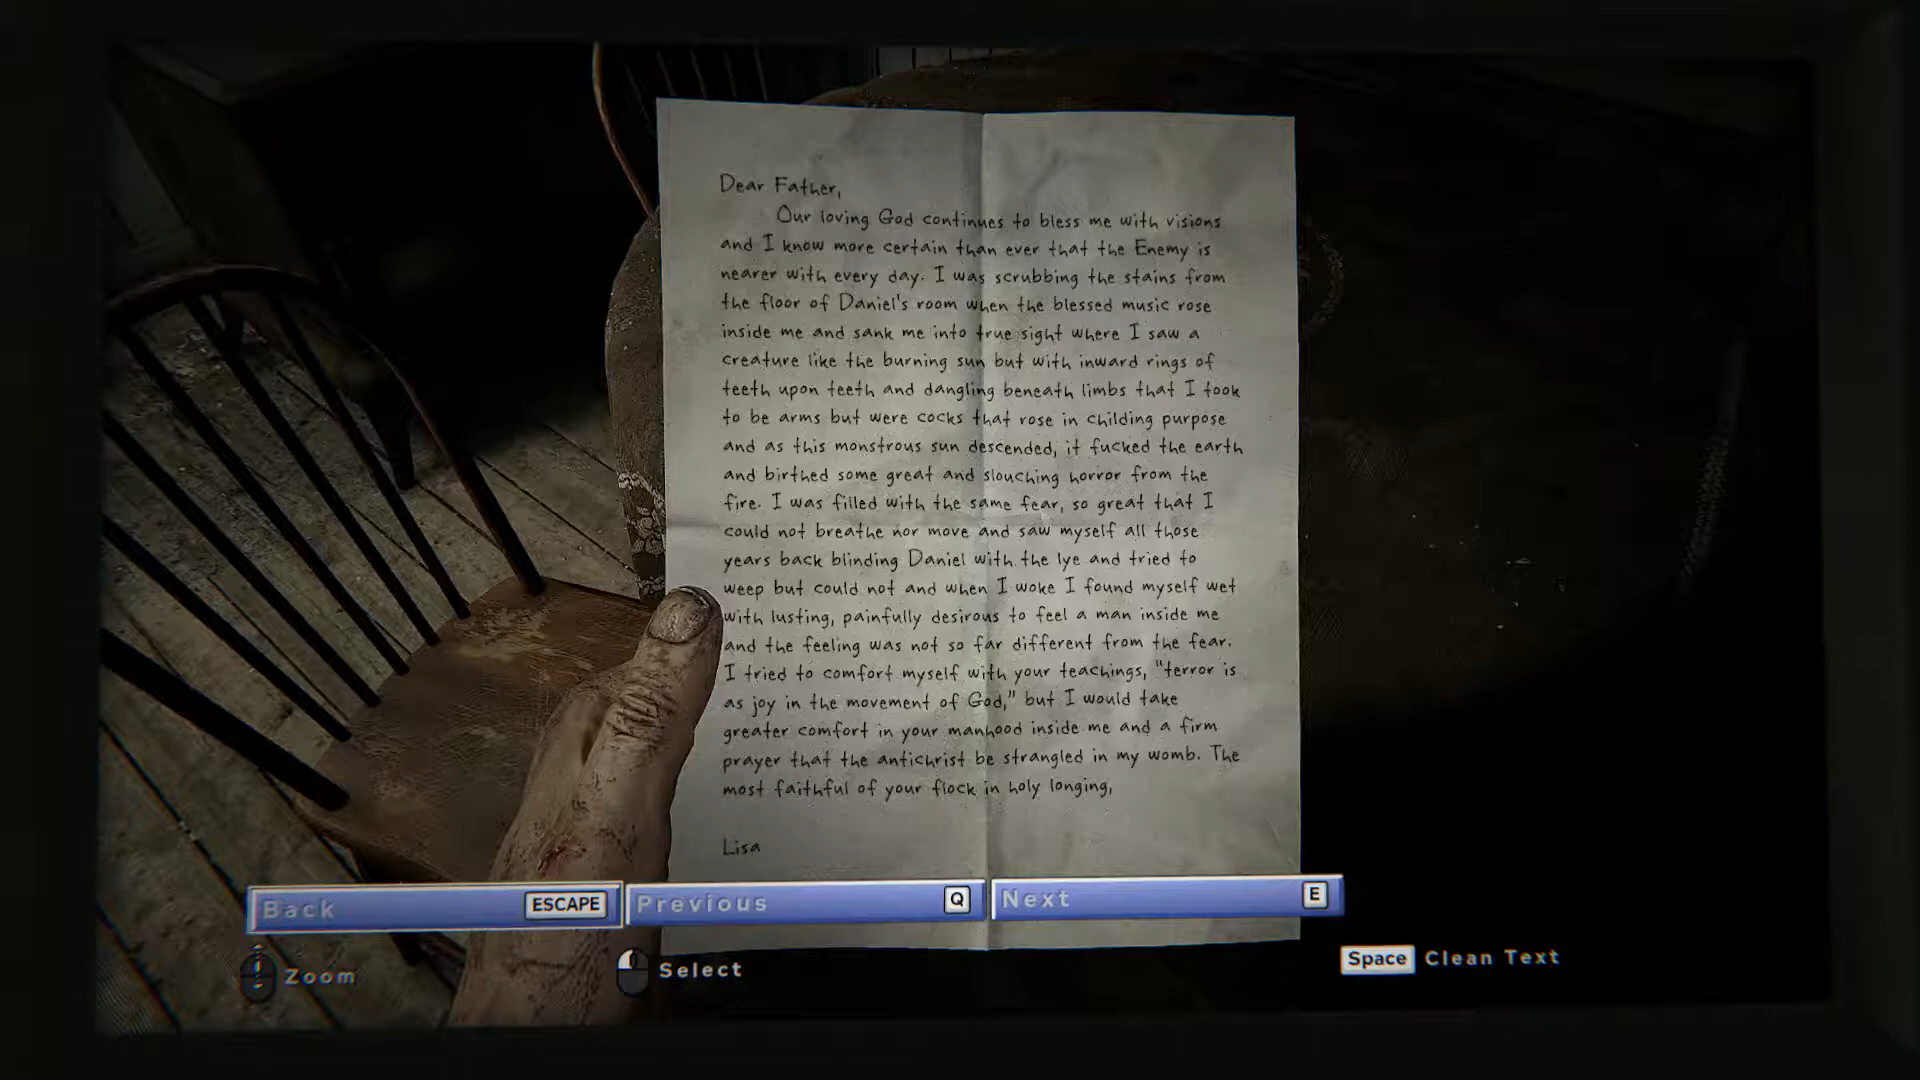 Dear Father,
Our loving God continues to bless me with visions
and I know more certain than ever that the Enemy is
nearer with every day. I was scrubbing the stains from
the floor of Daniel's room when the blessed music rose
inside me and sank me into true sight where I saw a
creature like the burning sun but with inward rings of
teeth upon teeth and dangling beneath limbs that I took
to be arms but were cocks that rose in childing purpose
and as this monstrous sun descended, it fucked the earth
and birthed some great and slouching horror from the
fire. I was filled with the same fear, so great that I
could not breathe nor move and saw myself all those
years back blinding Daniel with the lye and tried to
weep but could not and when I woke I found myself wet
with lusting, painfully desirous to feel a man inside me
and the feeling was not so far different from the fear.
I tried to comfort myself with your teachings, "terror is
as joy in the movement of God," but I would take
greater comfort in your manhood inside me and a firm
prayer that the antichrist be strangled in my womb. The
most faithful of your flock in holy longing,
Lisa
Back ESCAPE Previous Q Next E
Zoom Select Space Clean Text